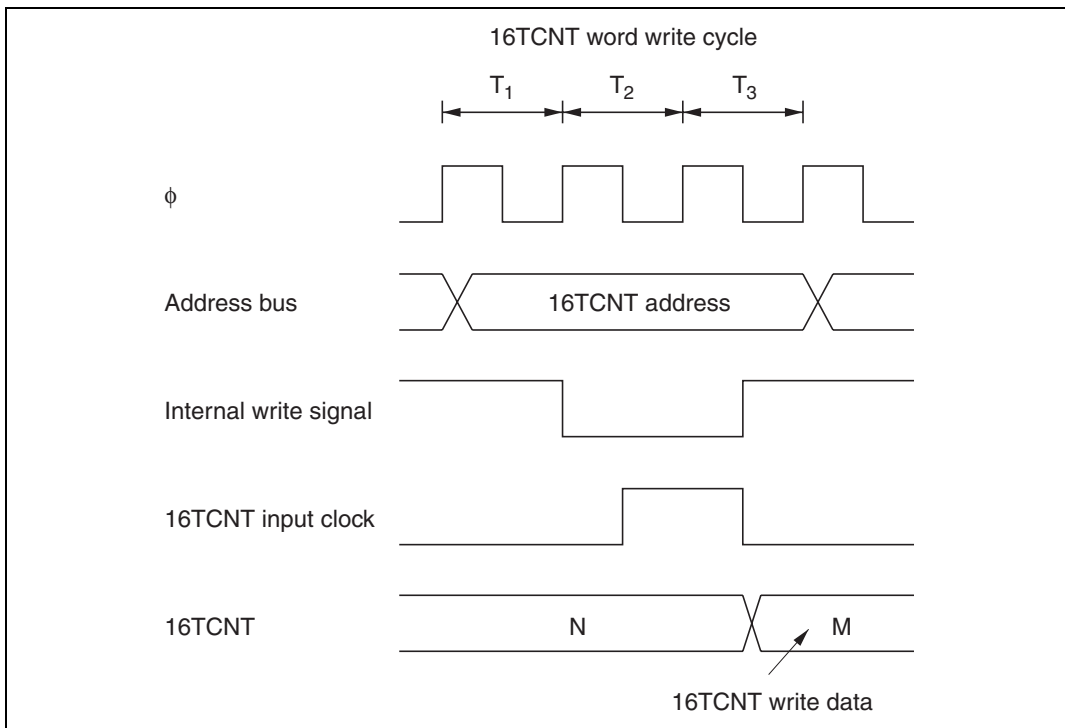 16TCNT word write cycle
T1 T2 T3
ϕ
Address bus 16TCNT address
Internal write signal
16TCNT input clock
16TCNT N M
16TCNT write data